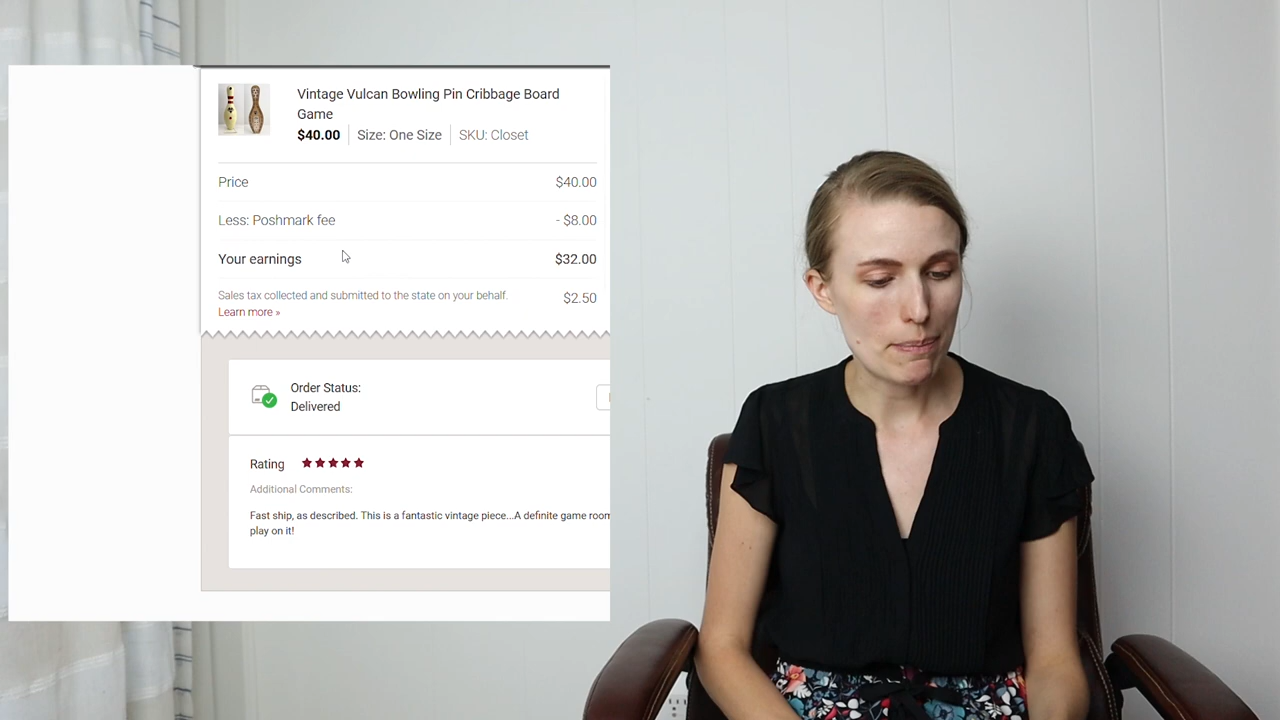 Vintage Vulcan Bowling Pin Cribbage Board
Game
$40.00 Size: One Size SKU: Closet
Price $40.00
Less: Poshmark fee - $8.00
Your earnings $32.00
Sales tax collected and submitted to the state on your behalf. $2.50
Learn more »
Order Status:
Delivered
Rating
Additional Comments:
Fast ship, as described. This is a fantastic vintage piece...A definite game room
play on it!